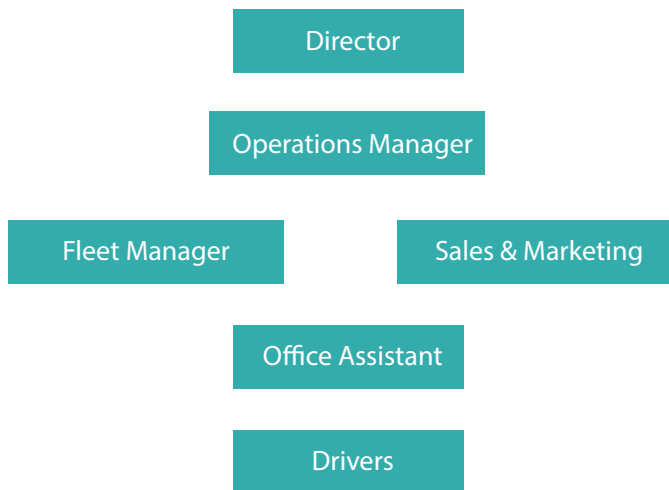 Director
Operations Manager
Fleet Manager
Sales & Marketing
Office Assistant
Drivers